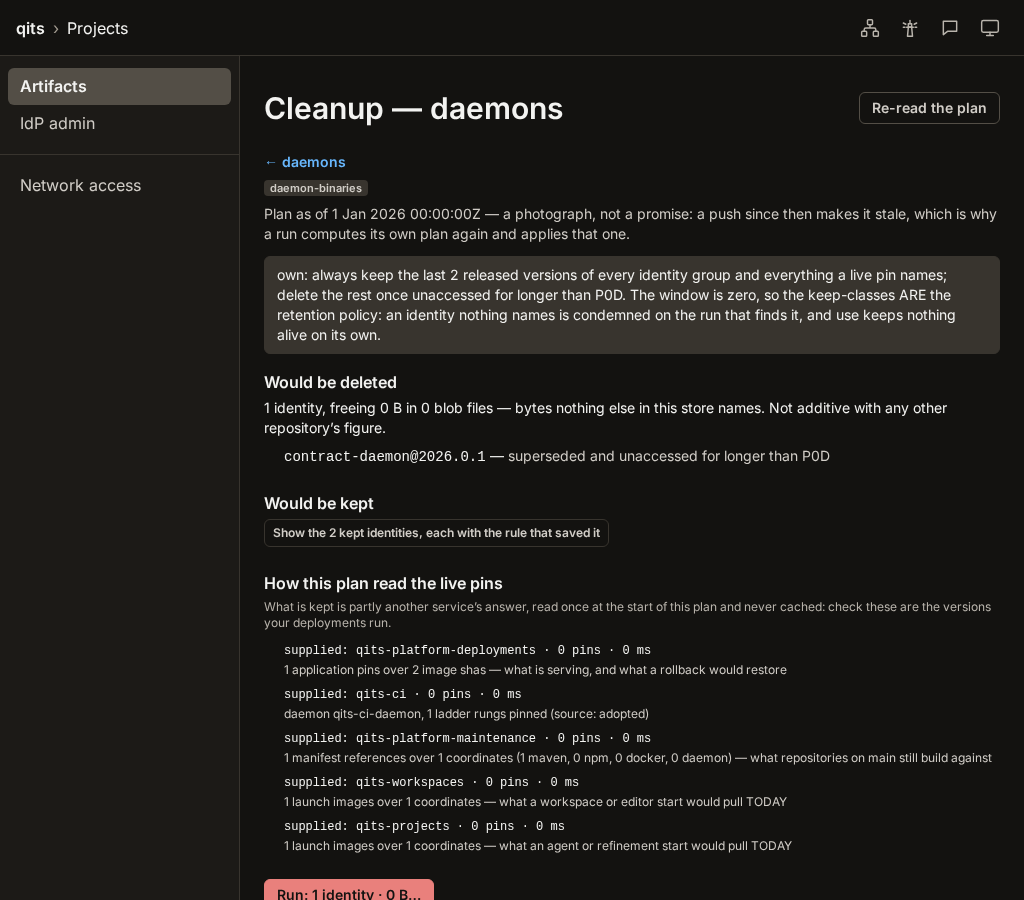 qits › Projects
Artifacts
IdP admin
Network access
Cleanup — daemons
Re-read the plan
← daemons
daemon-binaries
Plan as of 1 Jan 2026 00:00:00Z — a photograph, not a promise: a push since then makes it stale, which is why
a run computes its own plan again and applies that one.
own: always keep the last 2 released versions of every identity group and everything a live pin names;
delete the rest once unaccessed for longer than P0D. The window is zero, so the keep-classes ARE the
retention policy: an identity nothing names is condemned on the run that finds it, and use keeps nothing
alive on its own.
Would be deleted
1 identity, freeing 0 B in 0 blob files — bytes nothing else in this store names. Not additive with any other
repository’s figure.
contract-daemon@2026.0.1 — superseded and unaccessed for longer than P0D
Would be kept
Show the 2 kept identities, each with the rule that saved it
How this plan read the live pins
What is kept is partly another service’s answer, read once at the start of this plan and never cached: check these are the versions
your deployments run.
supplied: qits-platform-deployments · 0 pins · 0 ms
1 application pins over 2 image shas — what is serving, and what a rollback would restore
supplied: qits-ci · 0 pins · 0 ms
daemon qits-ci-daemon, 1 ladder rungs pinned (source: adopted)
supplied: qits-platform-maintenance · 0 pins · 0 ms
1 manifest references over 1 coordinates (1 maven, 0 npm, 0 docker, 0 daemon) — what repositories on main still build against
supplied: qits-workspaces · 0 pins · 0 ms
1 launch images over 1 coordinates — what a workspace or editor start would pull TODAY
supplied: qits-projects · 0 pins · 0 ms
1 launch images over 1 coordinates — what an agent or refinement start would pull TODAY
Run: 1 identity · 0 B…